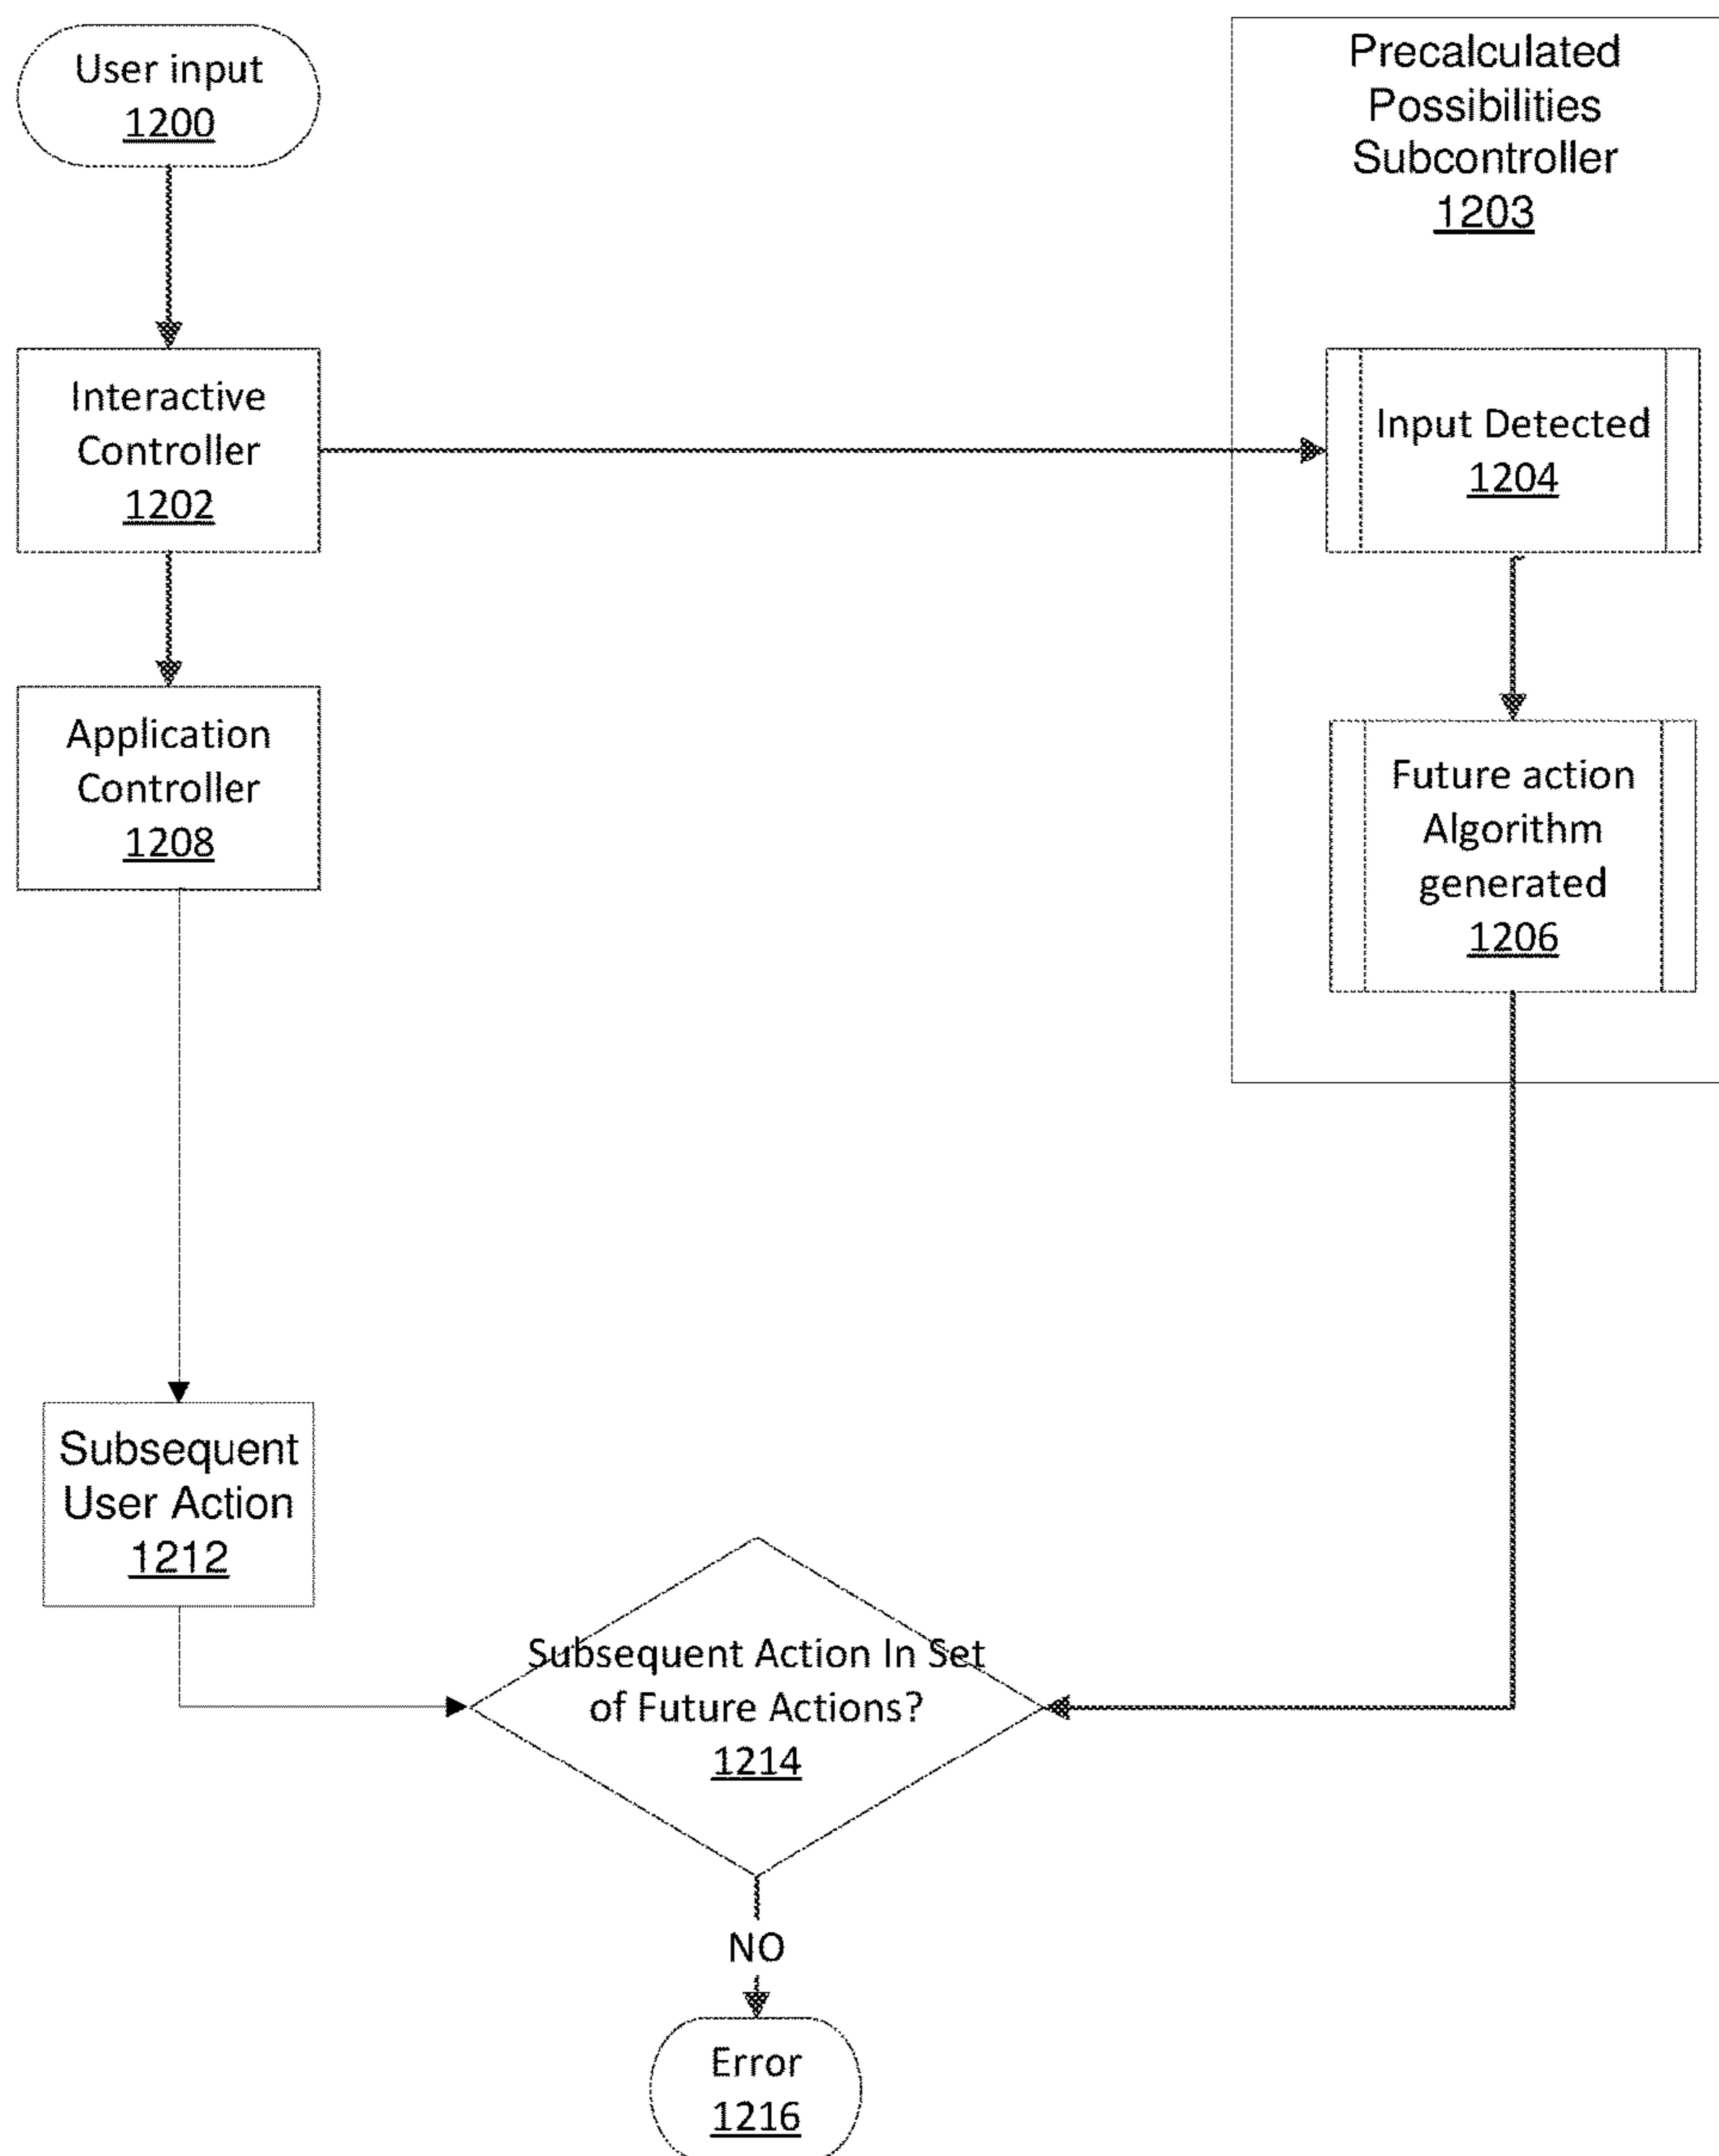 User input
1200
Precalculated
Possibilities
Subcontroller
1203
Interactive
Controller
1202
Input Detected
1204
Application
Controller
1208
Future action
Algorithm
generated
1206
Subsequent
User Action
1212
Subsequent Action In Set
of Future Actions?
1214
NO
Error
1216